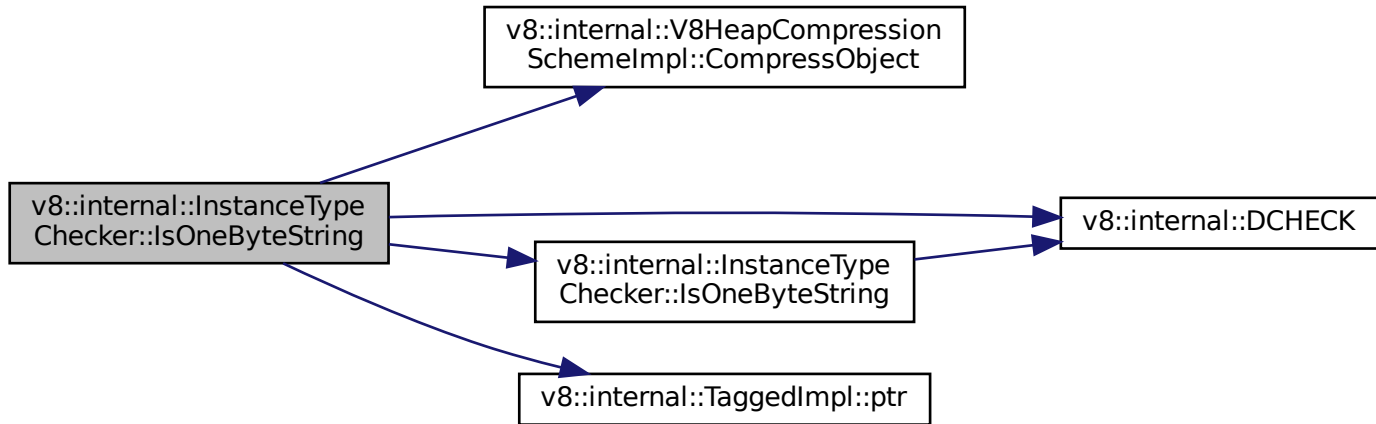 v8::internal::V8HeapCompression
SchemeImpl::CompressObject
v8::internal::InstanceType
Checker::IsOneByteString
v8::internal::DCHECK
v8::internal::InstanceType
Checker::IsOneByteString
v8::internal::TaggedImpl::ptr